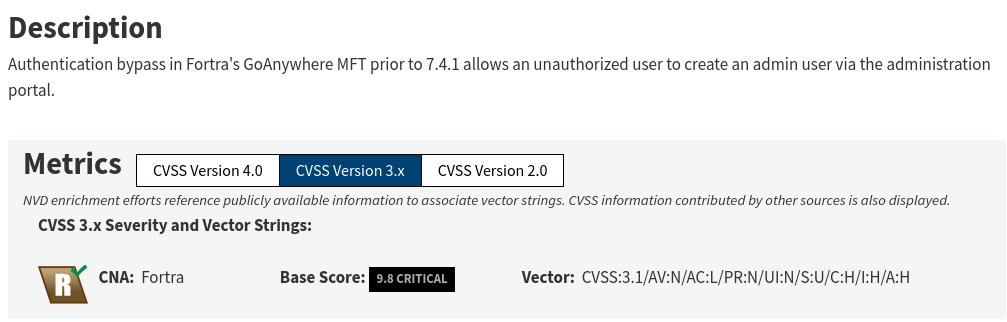 Description
Authentication bypass in Fortra's GoAnywhere MFT prior to 7.4.1 allows an unauthorized user to create an admin user via the administration
portal.
Metrics CVSS Version 4.0 CVSS Version 3.x CVSS Version 2.0
NVD enrichment efforts reference publicly available information to associate vector strings. CVSS information contributed by other sources is also displayed.
CVSS 3.x Severity and Vector Strings:
R CNA: Fortra Base Score: 9.8 CRITICAL Vector: CVSS:3.1/AV:N/AC:L/PR:N/UI:N/S:U/C:H/I:H/A:H